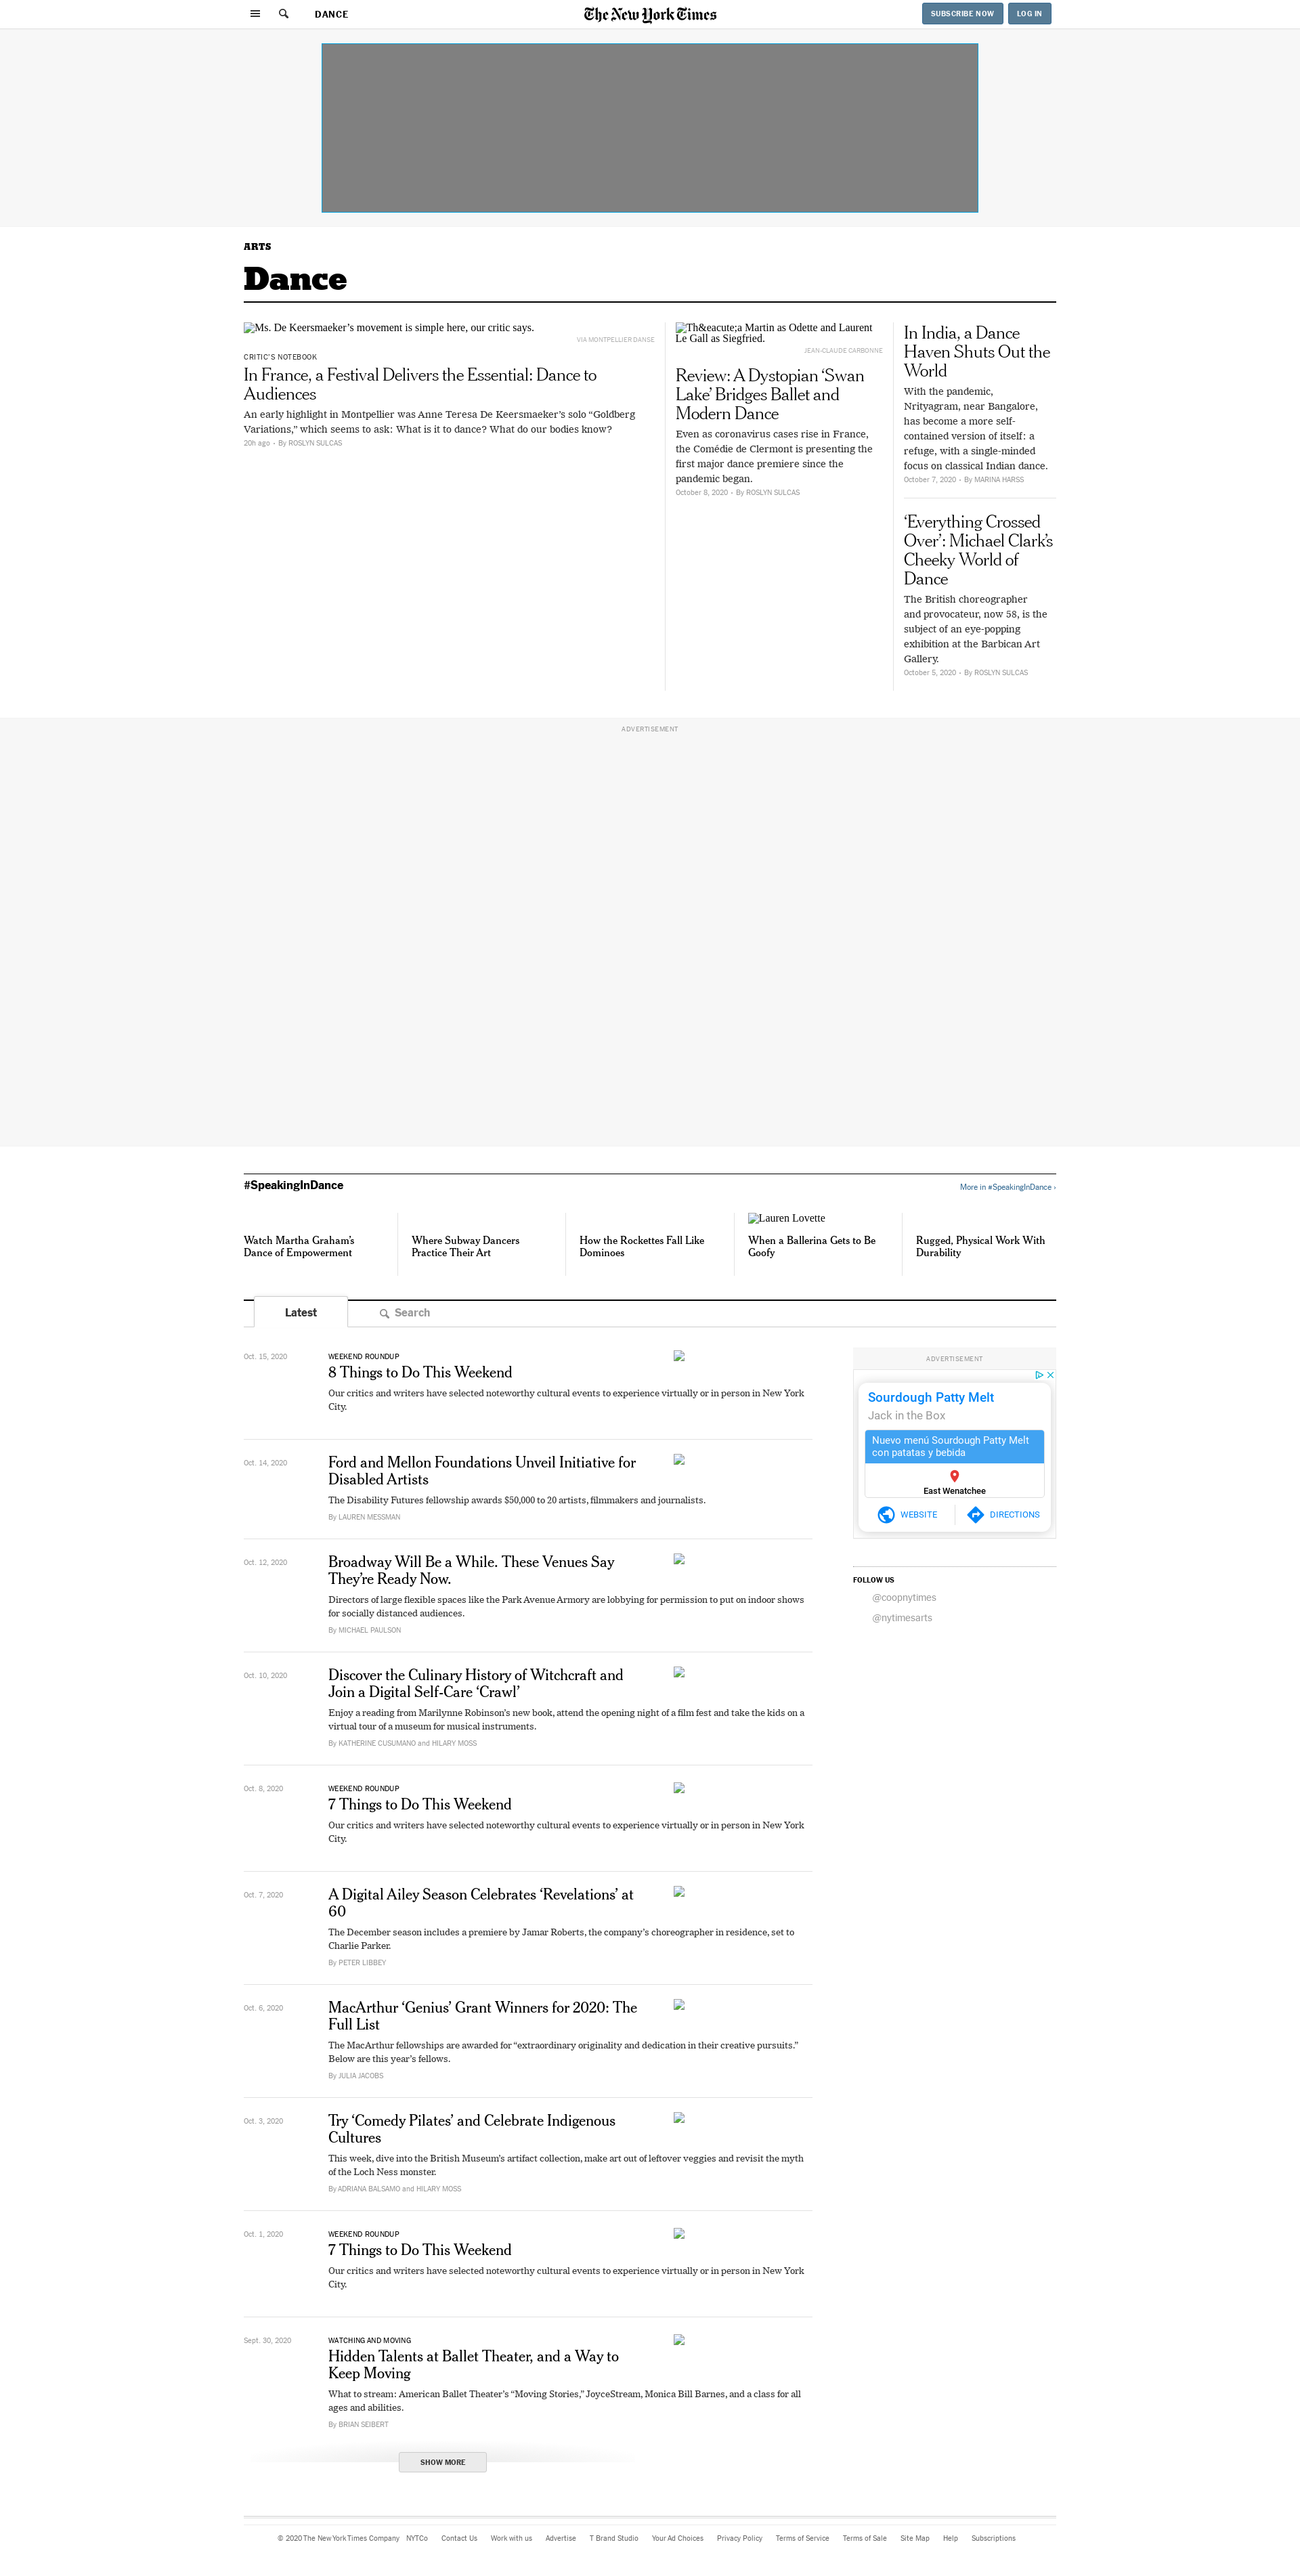 DANCE
The New York Times
SUBSCRIBE NOW
LOG IN
ARTS
Dance
Ms. De Keersmaeker’s movement is simple here, our critic says.
VIA MONTPELLIER DANSE
CRITIC’S NOTEBOOK
In France, a Festival Delivers the Essential: Dance to
Audiences
An early highlight in Montpellier was Anne Teresa De Keersmaeker’s solo “Goldberg
Variations,” which seems to ask: What is it to dance? What do our bodies know?
20h ago • By ROSLYN SULCAS
Th&eacute;a Martin as Odette and Laurent
Le Gall as Siegfried.
JEAN-CLAUDE CARBONNE
Review: A Dystopian ‘Swan
Lake’ Bridges Ballet and
Modern Dance
Even as coronavirus cases rise in France,
the Comédie de Clermont is presenting the
first major dance premiere since the
pandemic began.
October 8, 2020 • By ROSLYN SULCAS
In India, a Dance
Haven Shuts Out the
World
With the pandemic,
Nrityagram, near Bangalore,
has become a more self-
contained version of itself: a
refuge, with a single-minded
focus on classical Indian dance.
October 7, 2020 • By MARINA HARSS
‘Everything Crossed
Over’: Michael Clark’s
Cheeky World of
Dance
The British choreographer
and provocateur, now 58, is the
subject of an eye-popping
exhibition at the Barbican Art
Gallery.
October 5, 2020 • By ROSLYN SULCAS
ADVERTISEMENT
#SpeakingInDance
More in #SpeakingInDance ›
Watch Martha Graham’s
Dance of Empowerment
Where Subway Dancers
Practice Their Art
How the Rockettes Fall Like
Dominoes
Lauren Lovette
When a Ballerina Gets to Be
Goofy
Rugged, Physical Work With
Durability
Latest
Search
Oct. 15, 2020
WEEKEND ROUNDUP
8 Things to Do This Weekend
Our critics and writers have selected noteworthy cultural events to experience virtually or in person in New York
City.
Oct. 14, 2020
Ford and Mellon Foundations Unveil Initiative for
Disabled Artists
The Disability Futures fellowship awards $50,000 to 20 artists, filmmakers and journalists.
By LAUREN MESSMAN
Oct. 12, 2020
Broadway Will Be a While. These Venues Say
They’re Ready Now.
Directors of large flexible spaces like the Park Avenue Armory are lobbying for permission to put on indoor shows
for socially distanced audiences.
By MICHAEL PAULSON
Oct. 10, 2020
Discover the Culinary History of Witchcraft and
Join a Digital Self-Care ‘Crawl’
Enjoy a reading from Marilynne Robinson’s new book, attend the opening night of a film fest and take the kids on a
virtual tour of a museum for musical instruments.
By KATHERINE CUSUMANO and HILARY MOSS
Oct. 8, 2020
WEEKEND ROUNDUP
7 Things to Do This Weekend
Our critics and writers have selected noteworthy cultural events to experience virtually or in person in New York
City.
Oct. 7, 2020
A Digital Ailey Season Celebrates ‘Revelations’ at
60
The December season includes a premiere by Jamar Roberts, the company’s choreographer in residence, set to
Charlie Parker.
By PETER LIBBEY
Oct. 6, 2020
MacArthur ‘Genius’ Grant Winners for 2020: The
Full List
The MacArthur fellowships are awarded for “extraordinary originality and dedication in their creative pursuits.”
Below are this year’s fellows.
By JULIA JACOBS
Oct. 3, 2020
Try ‘Comedy Pilates’ and Celebrate Indigenous
Cultures
This week, dive into the British Museum’s artifact collection, make art out of leftover veggies and revisit the myth
of the Loch Ness monster.
By ADRIANA BALSAMO and HILARY MOSS
Oct. 1, 2020
WEEKEND ROUNDUP
7 Things to Do This Weekend
Our critics and writers have selected noteworthy cultural events to experience virtually or in person in New York
City.
Sept. 30, 2020
WATCHING AND MOVING
Hidden Talents at Ballet Theater, and a Way to
Keep Moving
What to stream: American Ballet Theater’s “Moving Stories,” JoyceStream, Monica Bill Barnes, and a class for all
ages and abilities.
By BRIAN SEIBERT
SHOW MORE
ADVERTISEMENT
Sourdough Patty Melt
Jack in the Box
Nuevo menú Sourdough Patty Melt
con patatas y bebida
East Wenatchee
WEBSITE
DIRECTIONS
FOLLOW US
@coopnytimes
@nytimesarts
© 2020 The New York Times Company NYTCo Contact Us Work with us Advertise T Brand Studio Your Ad Choices Privacy Policy Terms of Service Terms of Sale Site Map Help Subscriptions